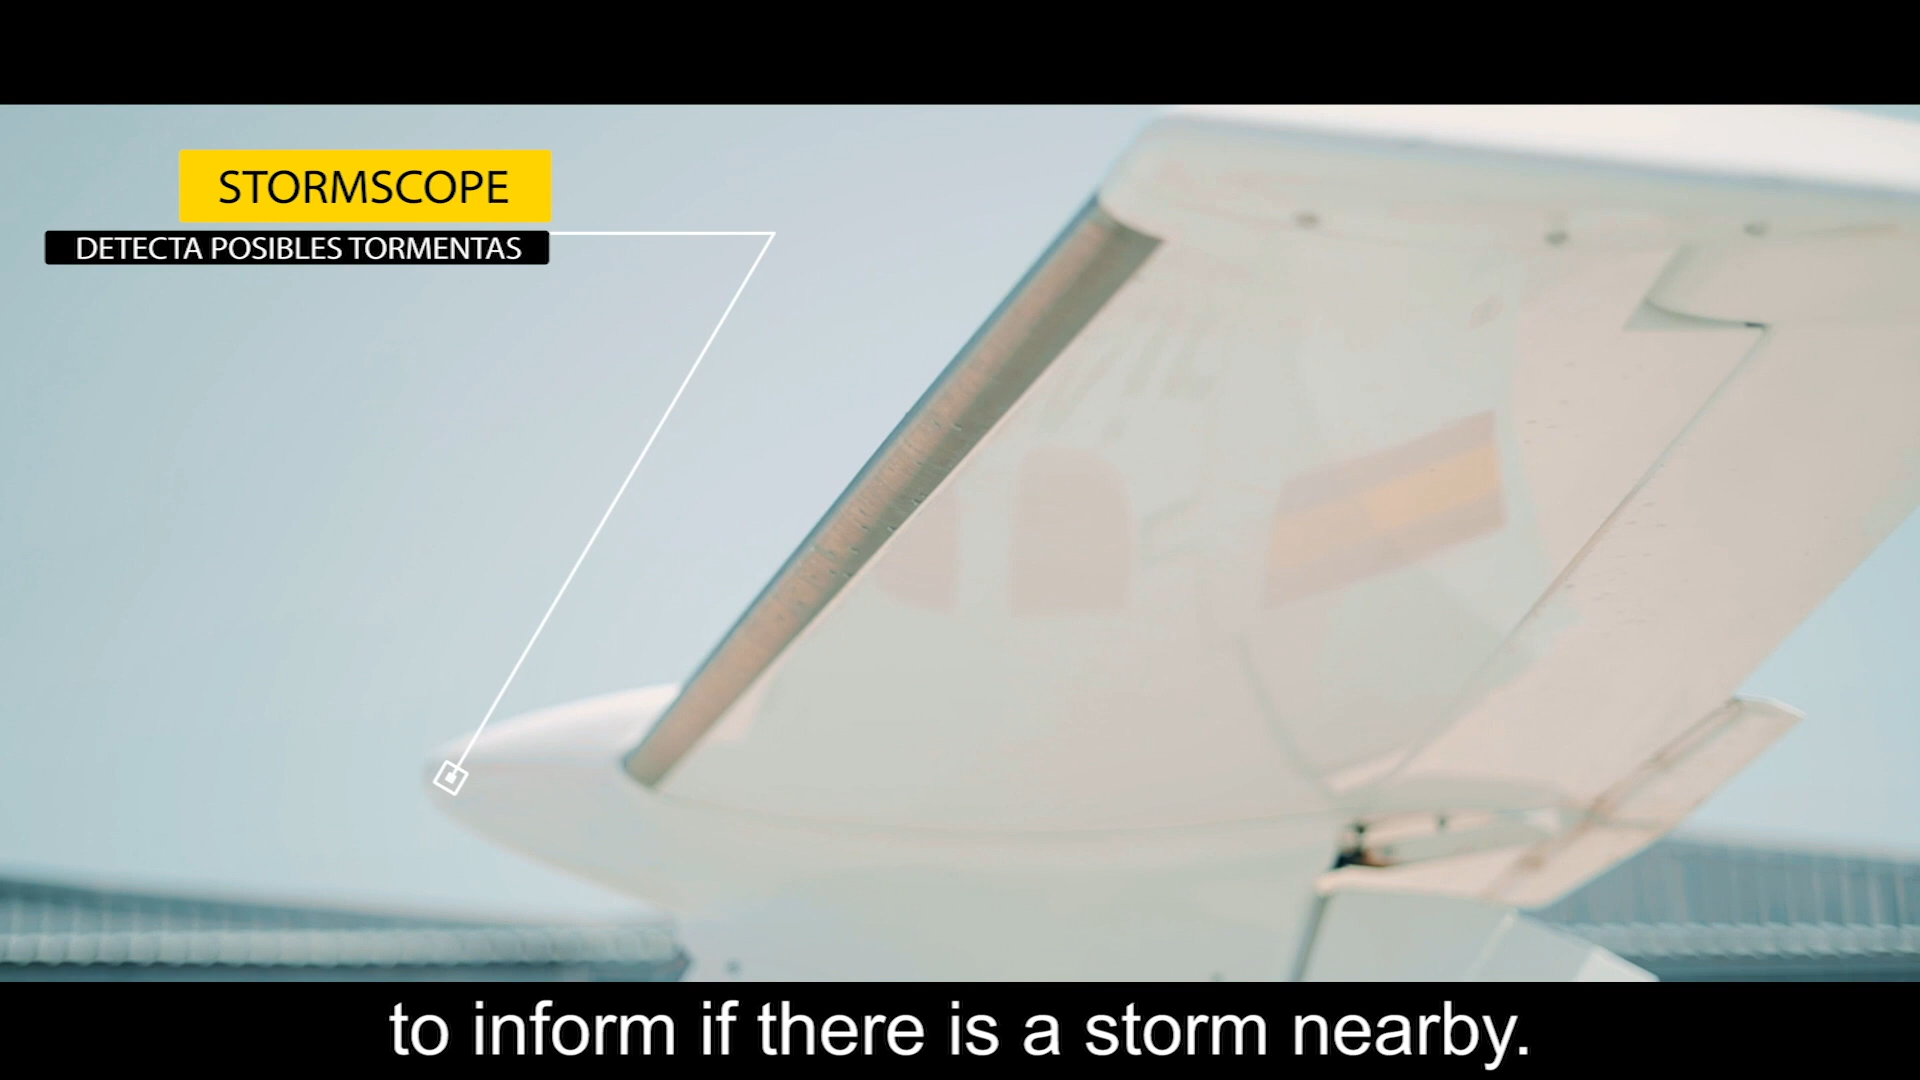 STORMSCOPE
DETECTA POSIBLES TORMENTAS
to inform if there is a storm nearby.